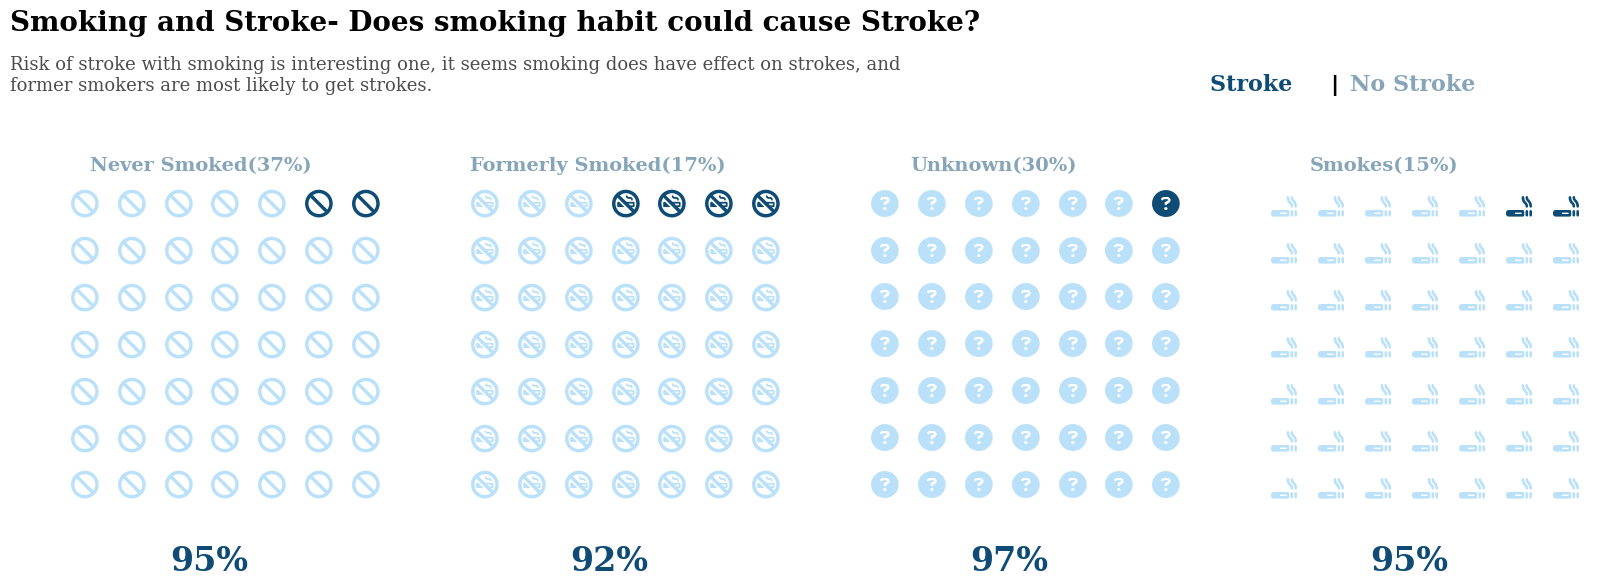 Smoking and Stroke- Does smoking habit could cause Stroke?
Risk of stroke with smoking is interesting one, it seems smoking does have effect on strokes, and
former smokers are most likely to get strokes.
Stroke | No Stroke
Never Smoked(37%)
Formerly Smoked(17%)
Unknown(30%)
Smokes(15%)
95%
92%
97%
95%